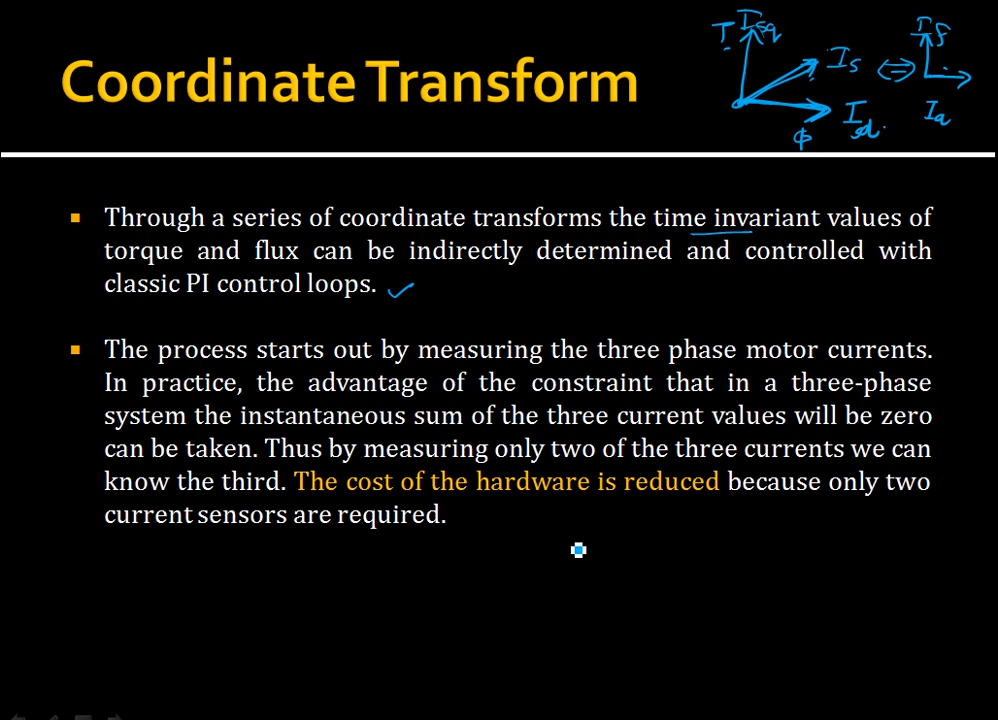 Coordinate Transform
T Isq
Is
Isd
ϕ
If
Ia
Through a series of coordinate transforms the time invariant values of
torque and flux can be indirectly determined and controlled with
classic PI control loops.
The process starts out by measuring the three phase motor currents.
In practice, the advantage of the constraint that in a three-phase
system the instantaneous sum of the three current values will be zero
can be taken. Thus by measuring only two of the three currents we can
know the third. The cost of the hardware is reduced because only two
current sensors are required.